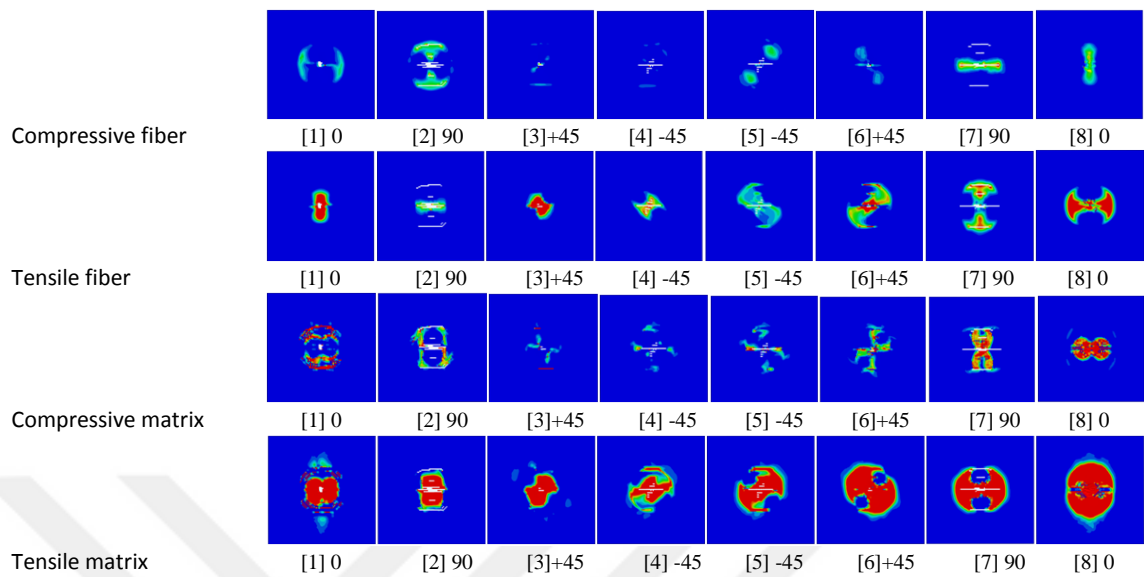 Compressive fiber [1] 0 [2] 90 [3]+45 [4] -45 [5] -45 [6]+45 [7] 90 [8] 0
Tensile fiber [1] 0 [2] 90 [3]+45 [4] -45 [5] -45 [6]+45 [7] 90 [8] 0
Compressive matrix [1] 0 [2] 90 [3]+45 [4] -45 [5] -45 [6]+45 [7] 90 [8] 0
Tensile matrix [1] 0 [2] 90 [3]+45 [4] -45 [5] -45 [6]+45 [7] 90 [8] 0